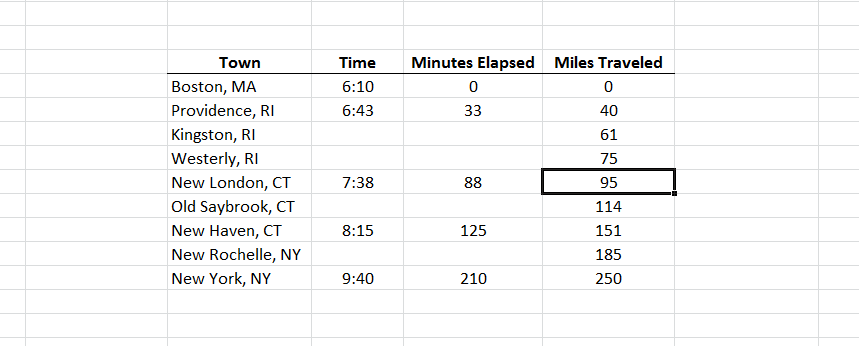 Town Time Minutes Elapsed Miles Traveled
Boston, MA 6:10 0 0
Providence, RI 6:43 33 40
Kingston, RI 61
Westerly, RI 75
New London, CT 7:38 88 95
Old Saybrook, CT 114
New Haven, CT 8:15 125 151
New Rochelle, NY 185
New York, NY 9:40 210 250